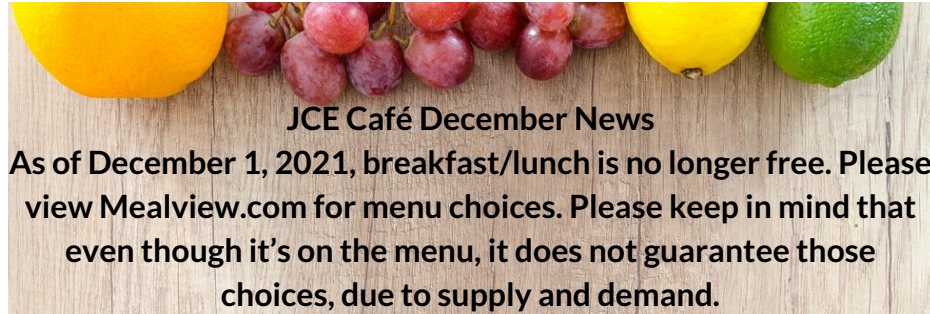 JCE Café December News
As of December 1, 2021, breakfast/lunch is no longer free. Please
view Mealview.com for menu choices. Please keep in mind that
even though it’s on the menu, it does not guarantee those
choices, due to supply and demand.